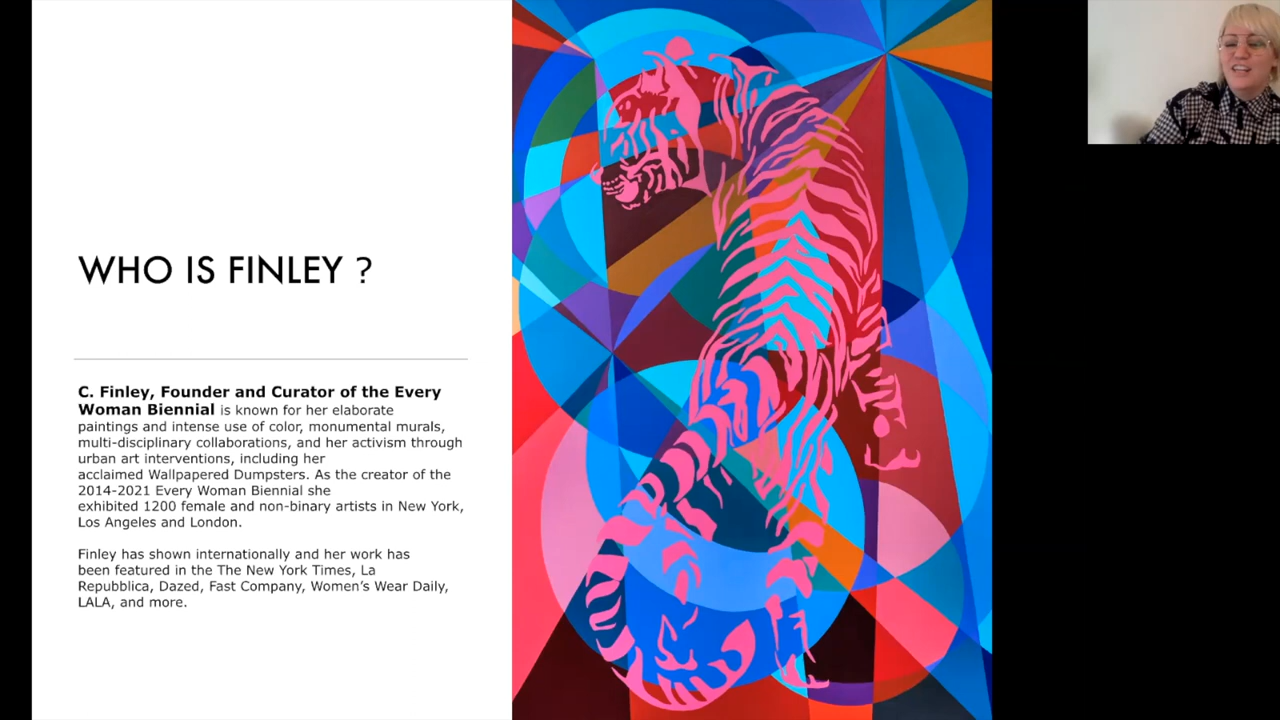 WHO IS FINLEY ?
C. Finley, Founder and Curator of the Every
Woman Biennial is known for her elaborate
paintings and intense use of color, monumental murals,
multi-disciplinary collaborations, and her activism through
urban art interventions, including her
acclaimed Wallpapered Dumpsters. As the creator of the
2014-2021 Every Woman Biennial she
exhibited 1200 female and non-binary artists in New York,
Los Angeles and London.
Finley has shown internationally and her work has
been featured in the The New York Times, La
Repubblica, Dazed, Fast Company, Women’s Wear Daily,
LALA, and more.